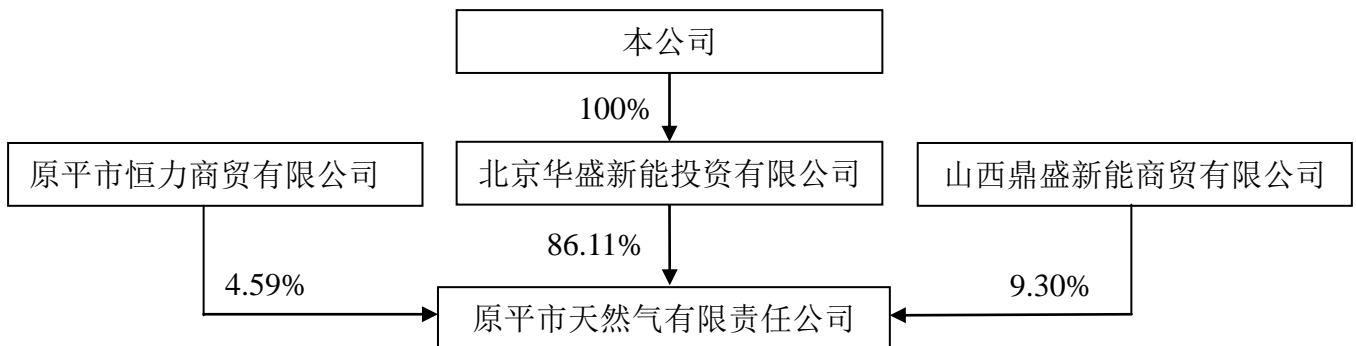 本公司
100%
原平市恒力商贸有限公司
北京华盛新能投资有限公司
山西鼎盛新能商贸有限公司
86.11%
4.59%
9.30%
原平市天然气有限责任公司